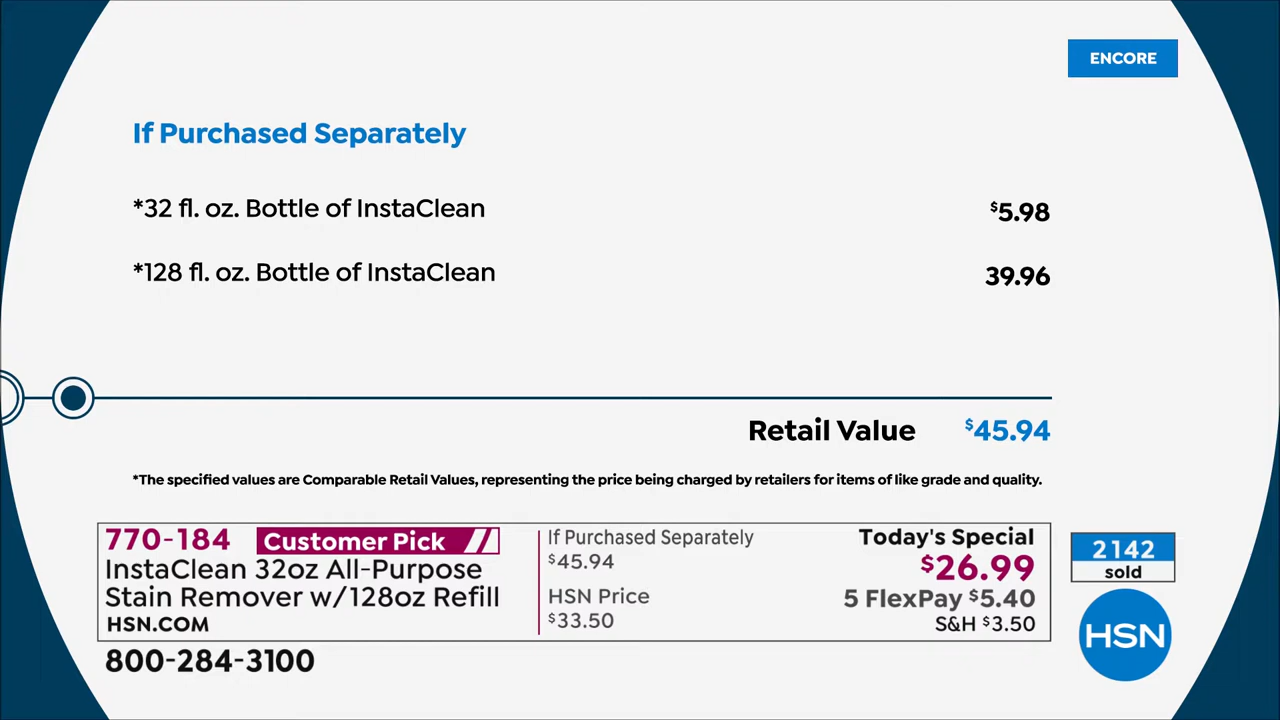 ENCORE
If Purchased Separately
*32 fl. oz. Bottle of InstaClean $5.98
*128 fl. oz. Bottle of InstaClean 39.96
Retail Value $45.94
*The specified values are Comparable Retail Values, representing the price being charged by retailers for items of like grade and quality.
770-184 Customer Pick
InstaClean 32oz All-Purpose
Stain Remover w/128oz Refill
HSN.COM
If Purchased Separately
$45.94
HSN Price
$33.50
Today's Special
$26.99
5 FlexPay $5.40
S&H $3.50
2142
sold
HSN
800-284-3100